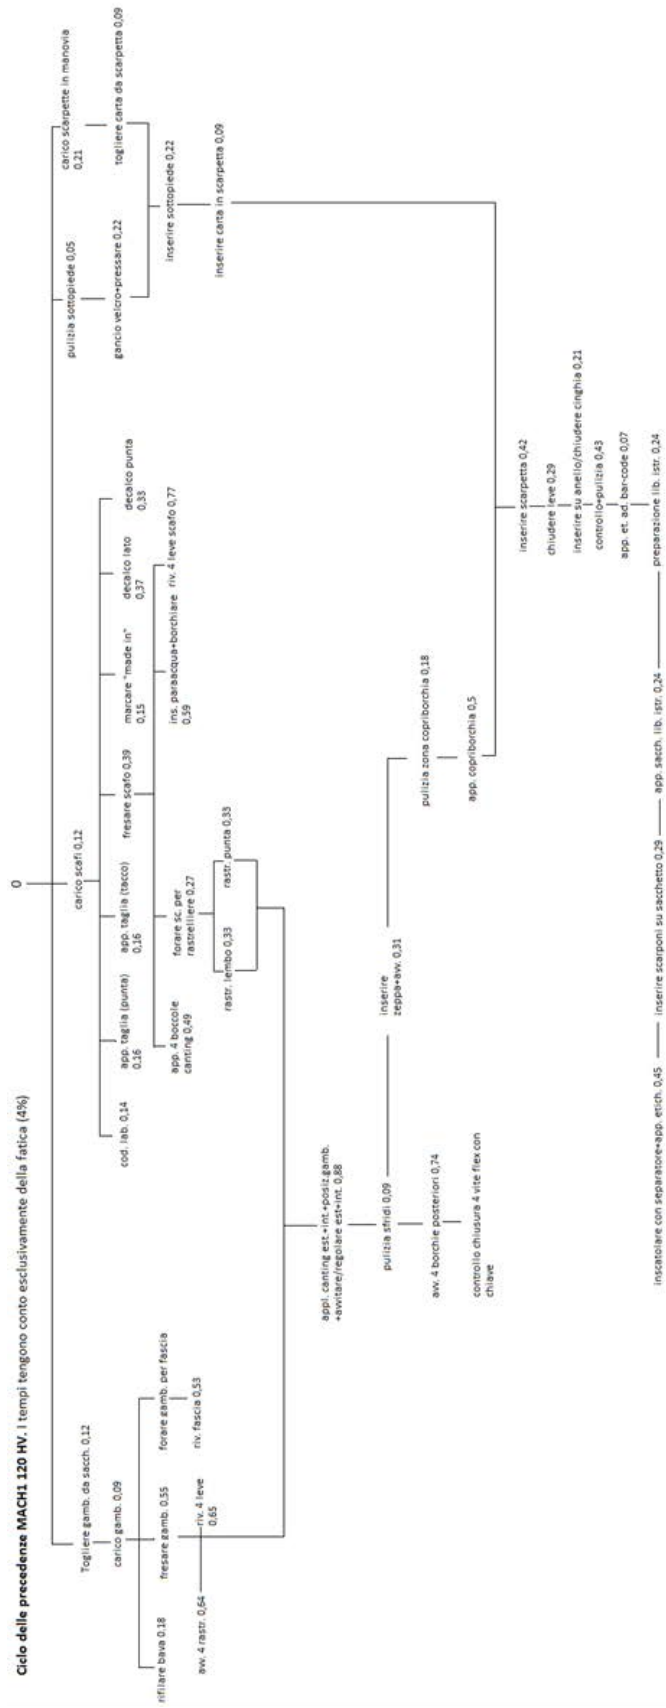 Ciclo delle precedenze MACH1 120 HV. I tempi tengono conto esclusivamente della fatica (4%)
0
Togliere gamb. da sacch. 0,12
carico gamb. 0,09
rifilare bava 0.18
fresare gamb. 0,55
forare gamb. per fascia
avv. 4 rastr. 0,64
riv. 4 leve
0,65
riv. fascia 0,53
carico scafi 0,12
cod. lab. 0,14
app. taglia (punta)
0,16
app. taglia (tacco)
0,16
fresare scafo 0,39
marcare "made in"
0,15
decalco lato
0,37
decalco punta
0,33
app. 4 boccole
canting 0,49
forare sc. per
rastrelliere 0,27
ins. paraacqua+borchiare
0,59
riv. 4 leve scafo 0,77
rastr. lembo 0,33
rastr. punta 0,33
pulizia sottopiede 0,05
carico scarpette in manovia
0,21
gancio velcro+pressare 0,22
togliere carta da scarpetta 0,09
inserire sottopiede 0,22
inserire carta in scarpetta 0,09
appl. canting est.+int.+posiz.gamb.
+avvitare/regolare est+int. 0,88
pulizia sfridi 0,09
inserire
zeppa+avv. 0,31
avv. 4 borchie posteriori 0,74
controllo chiusura 4 vite flex con
chiave
pulizia zona copriborchia 0,18
app. copriborchia 0,5
inserire scarpetta 0,42
chiudere leve 0,29
inserire su anello/chiudere cinghia 0,21
controllo+pulizia 0,43
app. et. ad. bar-code 0,07
inscatolare con separatore+app. etich. 0,45
inserire scarponi su sacchetto 0,29
app. sacch. lib. istr. 0,24
preparazione lib. istr. 0,24